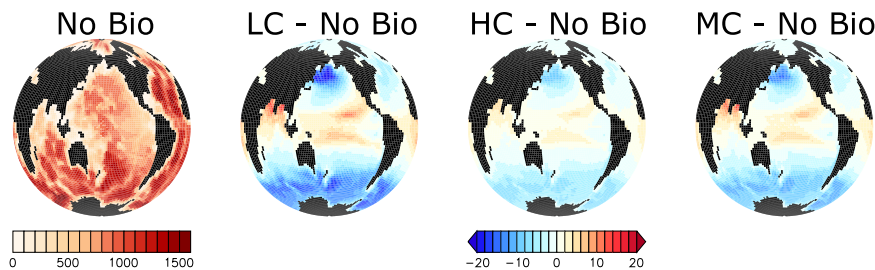 No Bio
LC - No Bio
HC - No Bio
MC - No Bio
0 500 1000 1500
−20 −10 0 10 20